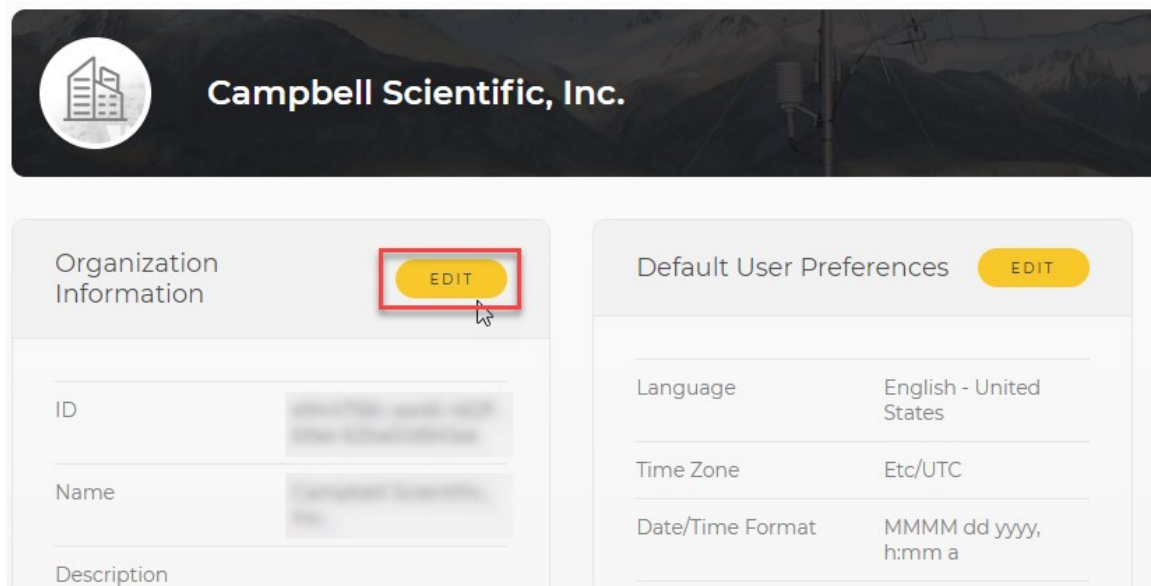 Campbell Scientific, Inc.
Organization
Information
EDIT
ID
Name
Description
Default User Preferences
EDIT
Language
English - United
States
Time Zone
Etc/UTC
Date/Time Format
MMMM dd yyyy,
h:mm a